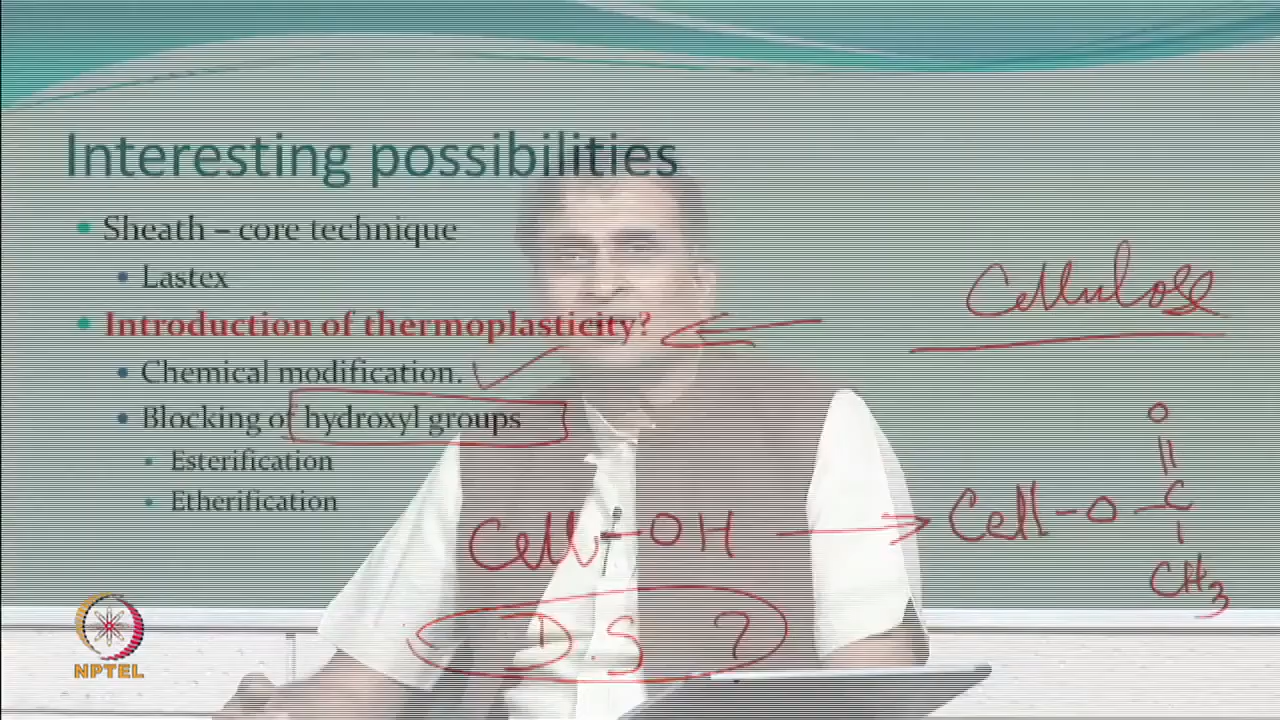 Interesting possibilities
• Sheath – core technique
• Lastex
• Introduction of thermoplasticity?
• Chemical modification.
• Blocking of hydroxyl groups
• Esterification
• Etherification
Cellulose
Cell-OH → Cell-O-C
O
||
|
CH3
D.S ?
NPTEL